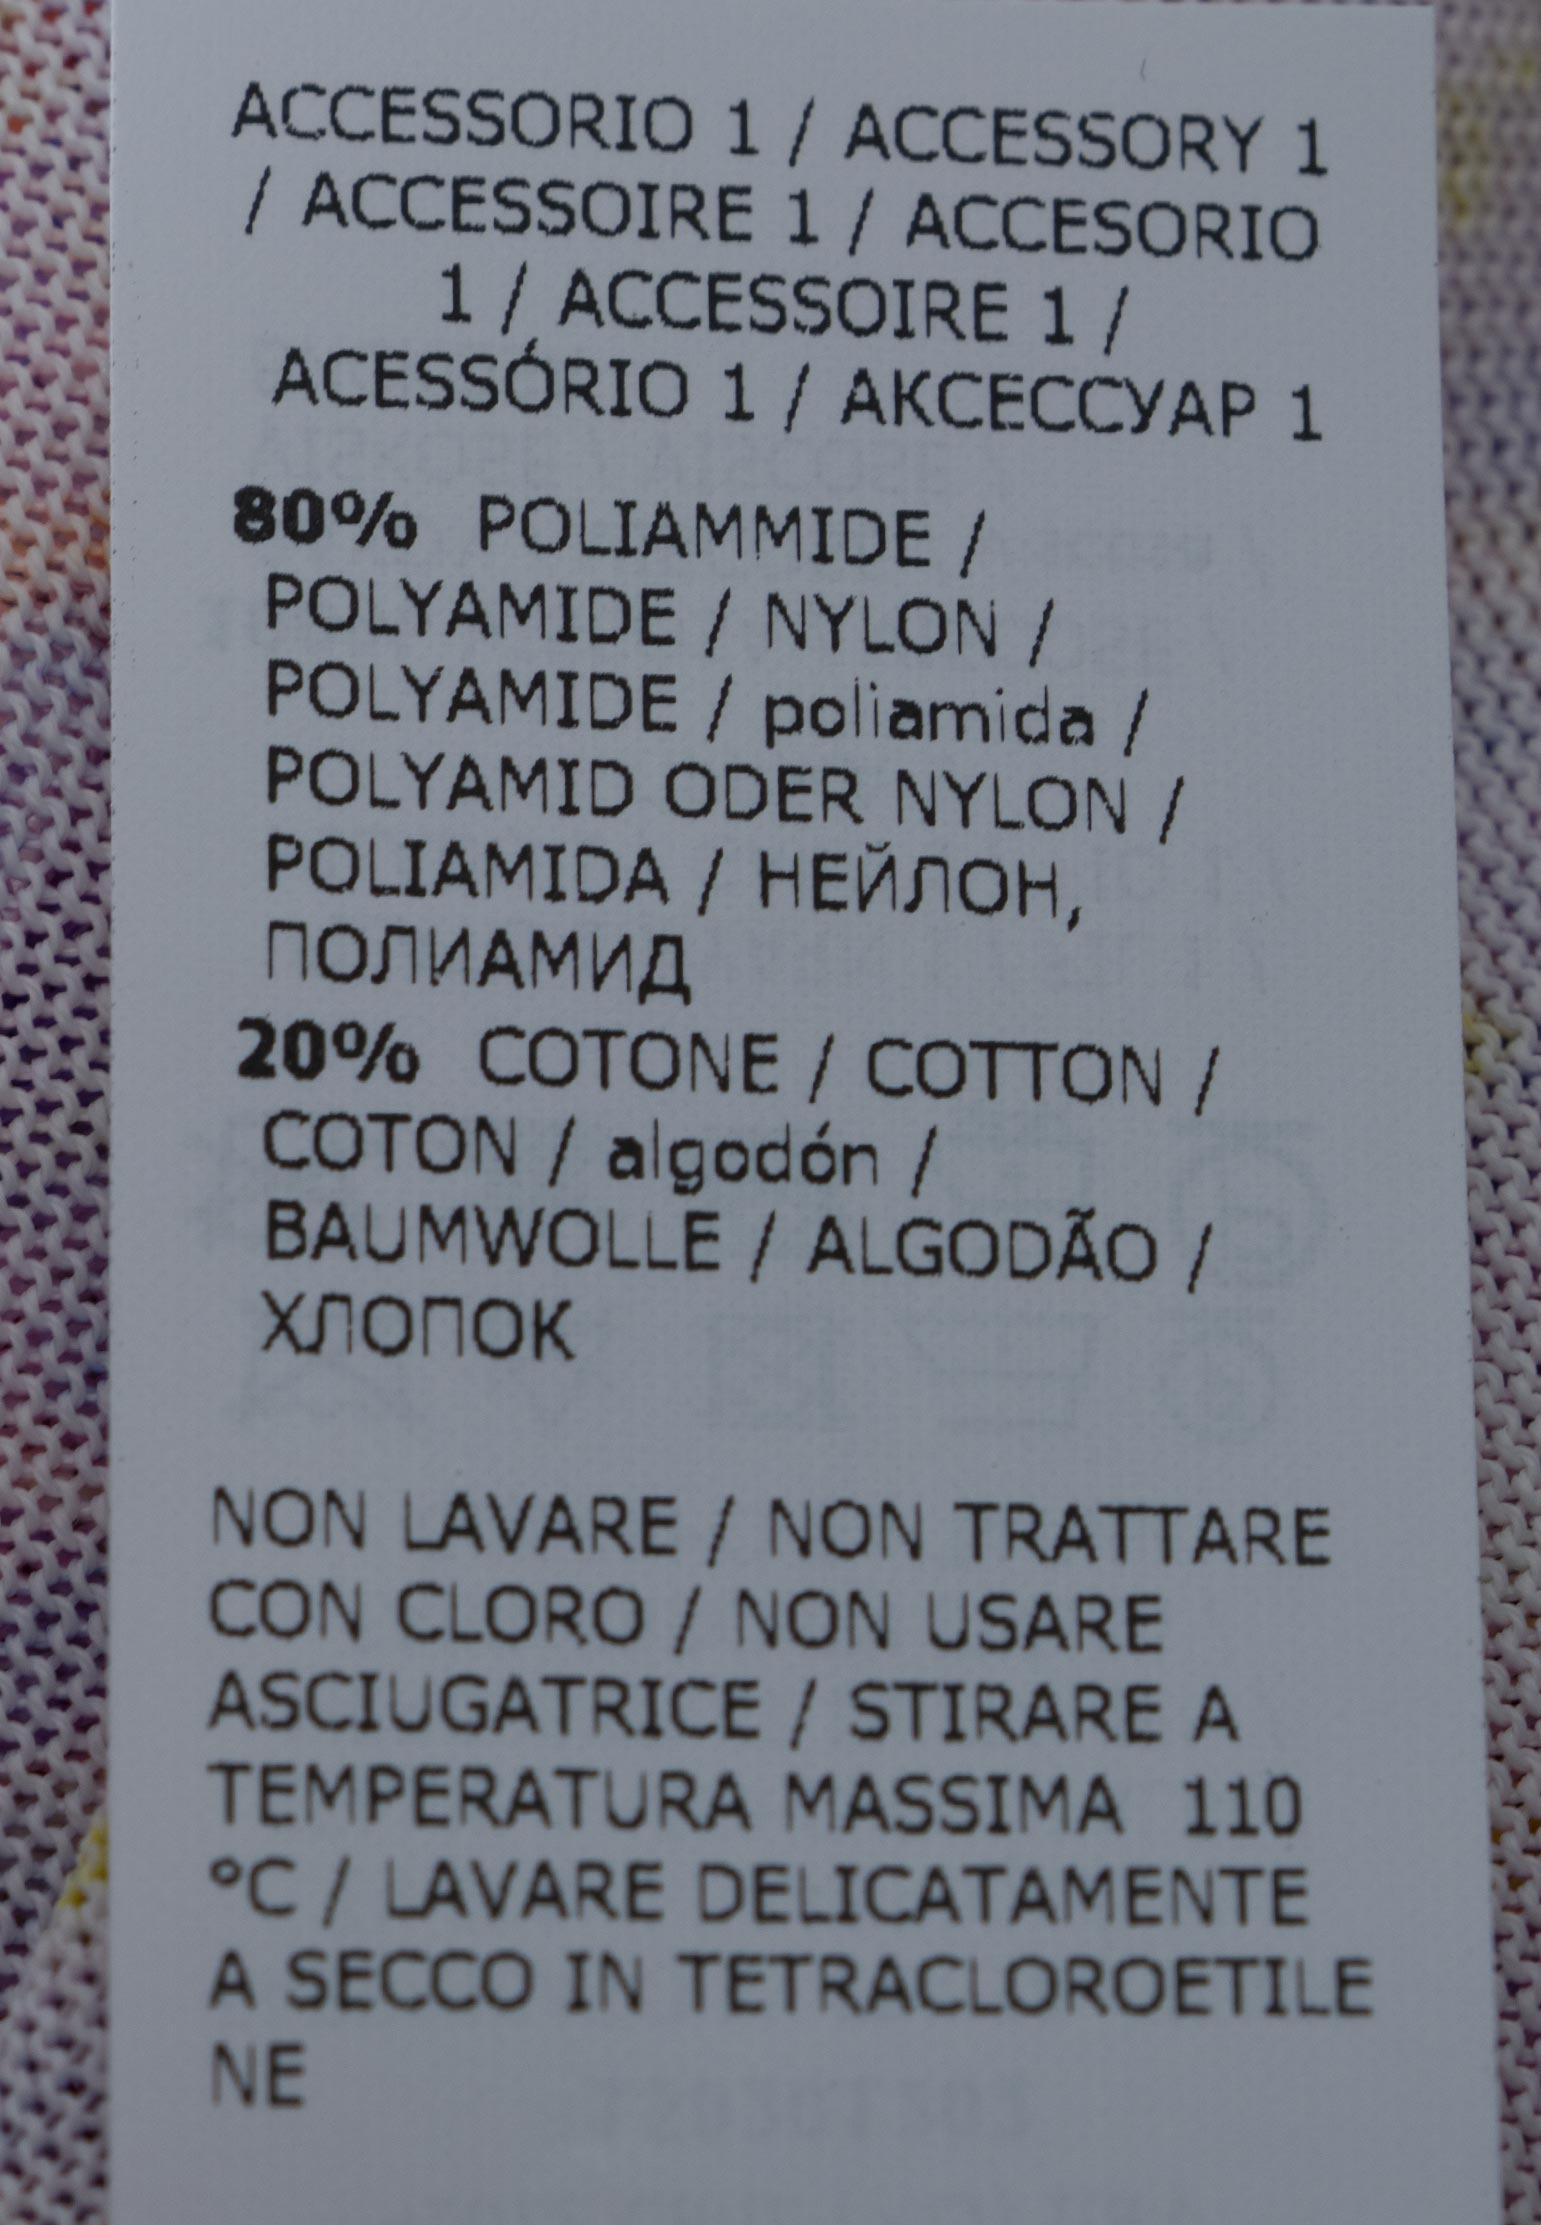 ACCESSORIO 1 / ACCESSORY 1
/ ACCESSOIRE 1 / ACCESORIO
1 / ACCESSOIRE 1 /
ACESSÓRIO 1 / АКСЕССУАР 1
80% POLIAMMIDE /
POLYAMIDE / NYLON /
POLYAMIDE / poliamida /
POLYAMID ODER NYLON /
POLIAMIDA / НЕЙЛОН,
ПОЛИАМИД
20% COTONE / COTTON /
COTON / algodón /
BAUMWOLLE / ALGODÃO /
ХЛОПОК
NON LAVARE / NON TRATTARE
CON CLORO / NON USARE
ASCIUGATRICE / STIRARE A
TEMPERATURA MASSIMA 110
°C / LAVARE DELICATAMENTE
A SECCO IN TETRACLOROETILE
NE